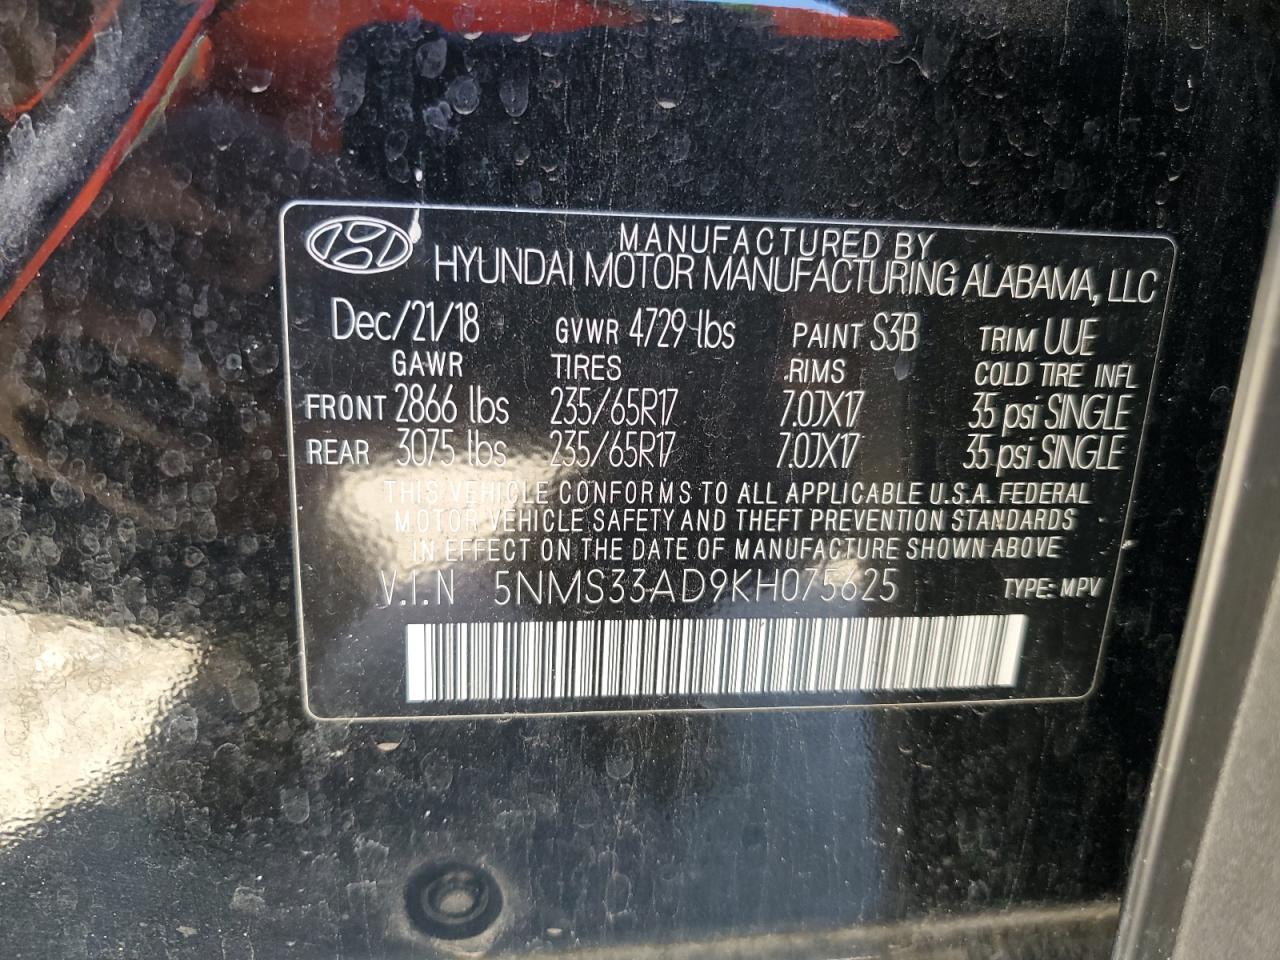 MANUFACTURED BY
HYUNDAI MOTOR MANUFACTURING ALABAMA, LLC
Dec/21/18 GVWR 4729 lbs PAINT S3B TRIM UUE
GAWR TIRES RIMS COLD TIRE INFL
FRONT 2866 lbs 235/65R17 7.0JX17 35 psi SINGLE
REAR 3075 lbs 235/65R17 7.0JX17 35 psi SINGLE
THIS VEHICLE CONFORMS TO ALL APPLICABLE U.S.A. FEDERAL
MOTOR VEHICLE SAFETY AND THEFT PREVENTION STANDARDS
IN EFFECT ON THE DATE OF MANUFACTURE SHOWN ABOVE
V.I.N 5NMS33AD9KH075625 TYPE: MPV